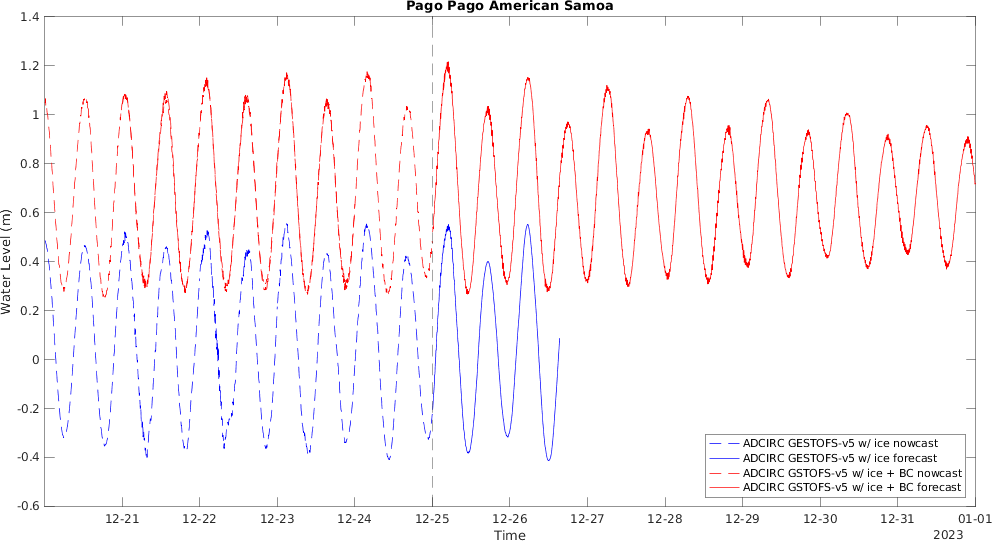 Pago Pago American Samoa
Water Level (m)
1.4
1.2
1
0.8
0.6
0.4
0.2
0
-0.2
-0.4
-0.6
ADCIRC GESTOFS-v5 w/ ice nowcast
ADCIRC GESTOFS-v5 w/ ice forecast
ADCIRC GSTOFS-v5 w/ ice + BC nowcast
ADCIRC GSTOFS-v5 w/ ice + BC forecast
12-21 12-22 12-23 12-24 12-25 12-26 12-27 12-28 12-29 12-30 12-31 01-01
Time
2023